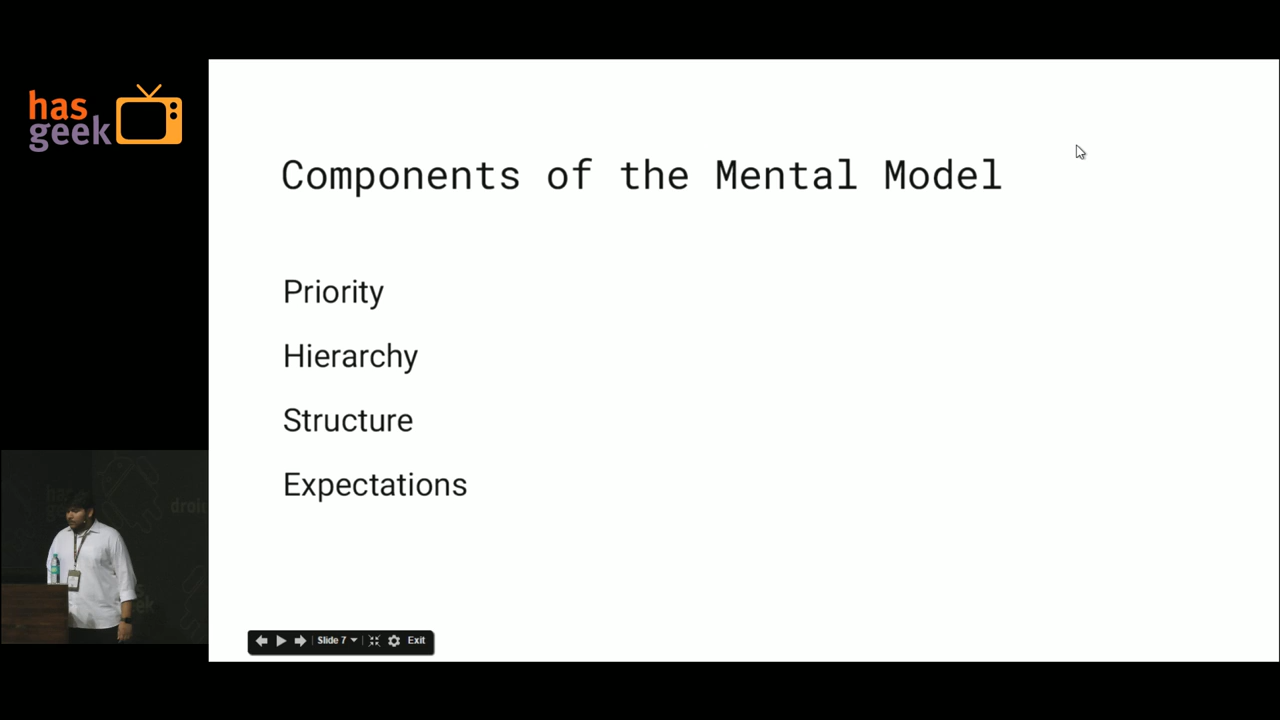 has
geek
Components of the Mental Model
Priority
Hierarchy
Structure
Expectations
Slide 7
Exit